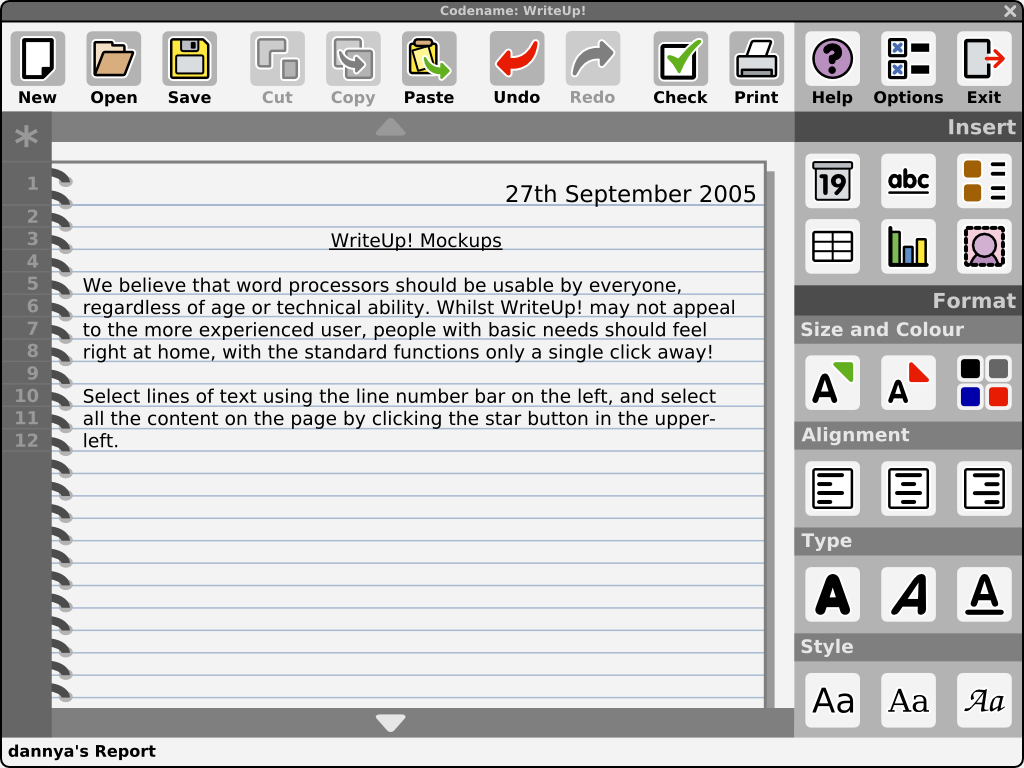 Codename: WriteUp!
New Open Save Cut Copy Paste Undo Redo Check Print Help Options Exit
Insert
19 abc
Format
Size and Colour
A A
Alignment
Type
A A A
Style
Aa Aa Aa
1 27th September 2005
2
3 WriteUp! Mockups
4
5 We believe that word processors should be usable by everyone,
6 regardless of age or technical ability. Whilst WriteUp! may not appeal
7 to the more experienced user, people with basic needs should feel
8 right at home, with the standard functions only a single click away!
9
10 Select lines of text using the line number bar on the left, and select
11 all the content on the page by clicking the star button in the upper-
12 left.
dannya's Report